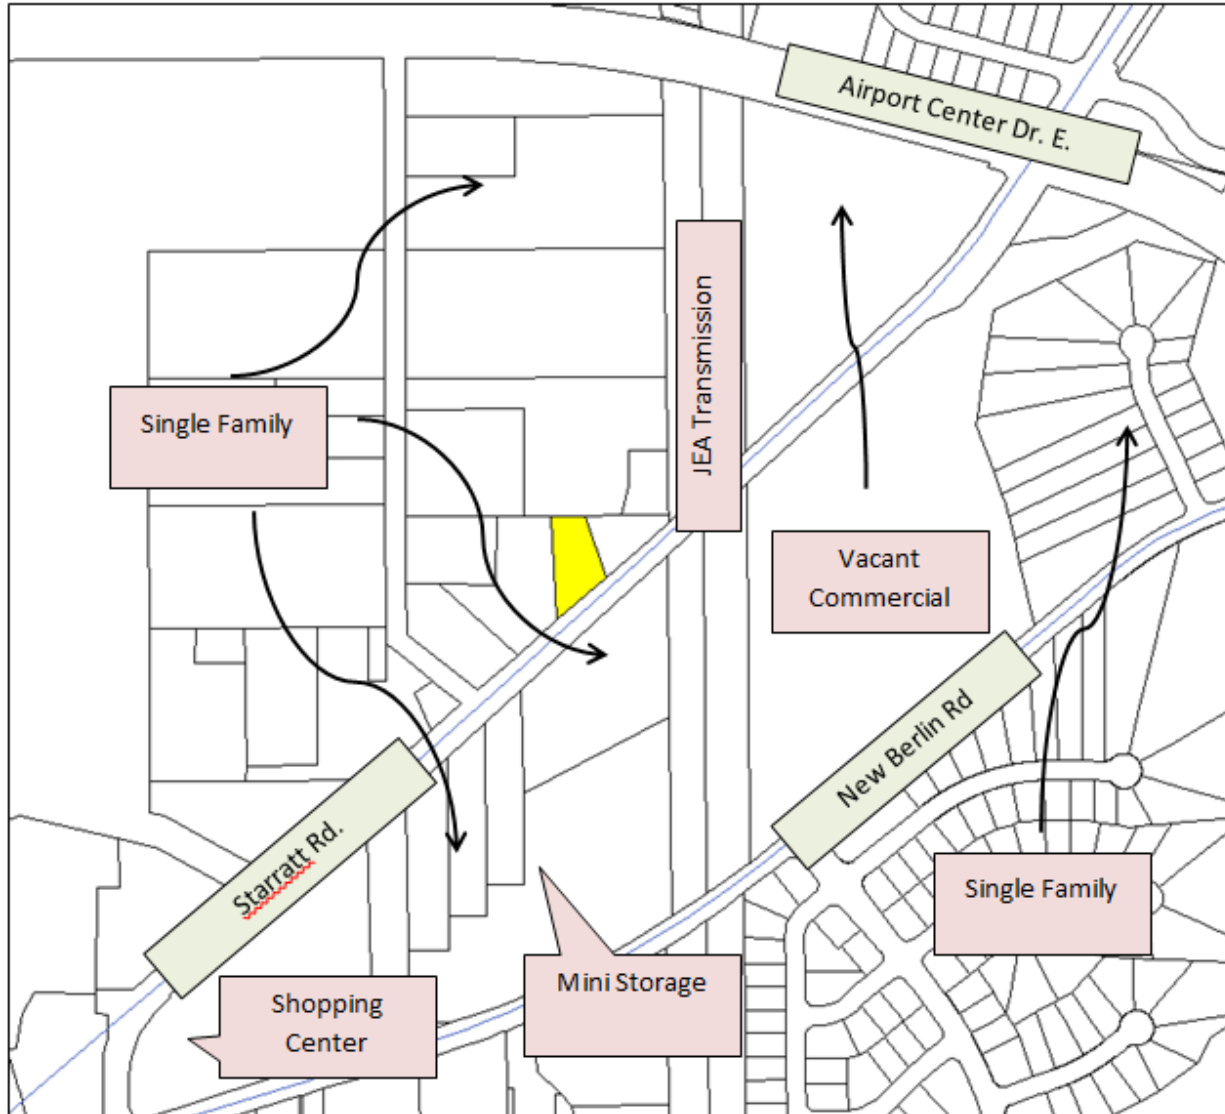 Airport Center Dr. E.
JEA Transmission
Single Family
Vacant
Commercial
New Berlin Rd
Starratt Rd.
Single Family
Mini Storage
Shopping
Center